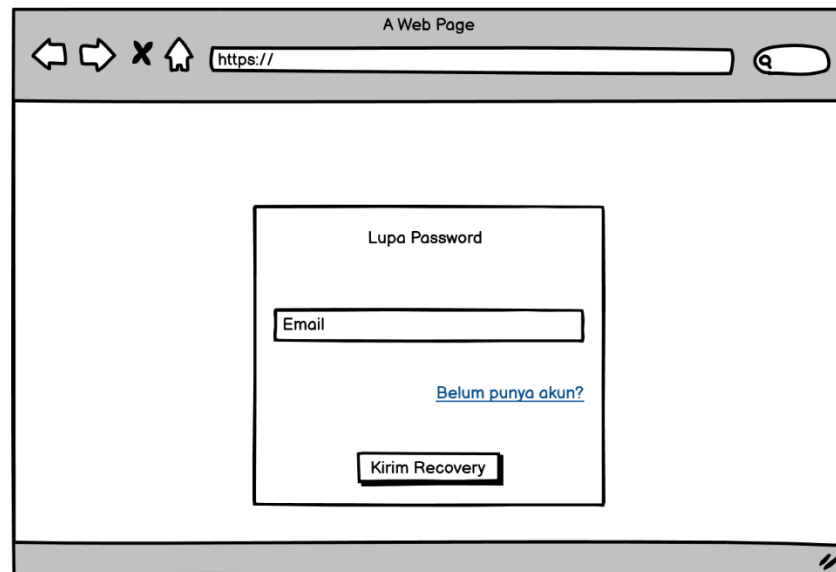 A Web Page
https://
Lupa Password
Email
Belum punya akun?
Kirim Recovery